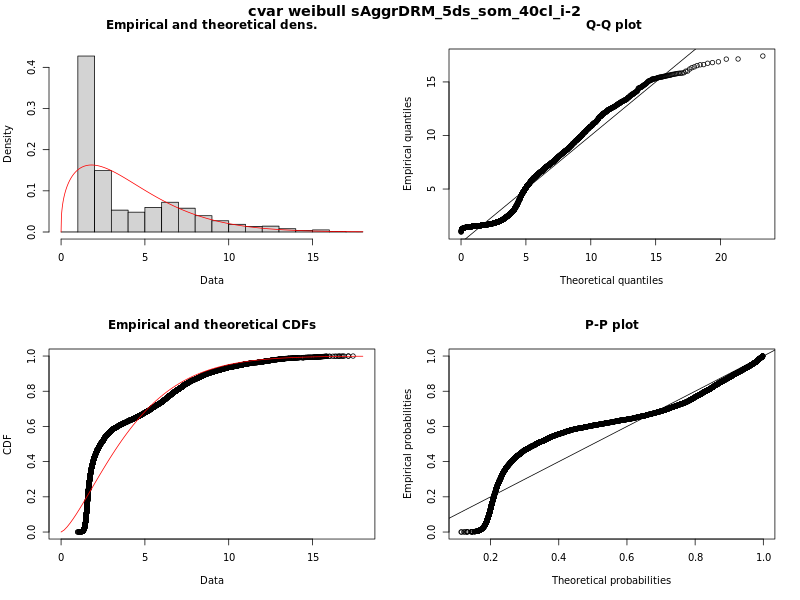 cvar weibull sAggrDRM_5ds_som_40cl_i-2
Empirical and theoretical dens.
Density
0.0 0.1 0.2 0.3 0.4
0 5 10 15
Data
Q-Q plot
Empirical quantiles
5 10 15
0 5 10 15 20
Theoretical quantiles
Empirical and theoretical CDFs
CDF
0.0 0.2 0.4 0.6 0.8 1.0
0 5 10 15
Data
P-P plot
Empirical probabilities
0.0 0.2 0.4 0.6 0.8 1.0
0.2 0.4 0.6 0.8 1.0
Theoretical probabilities